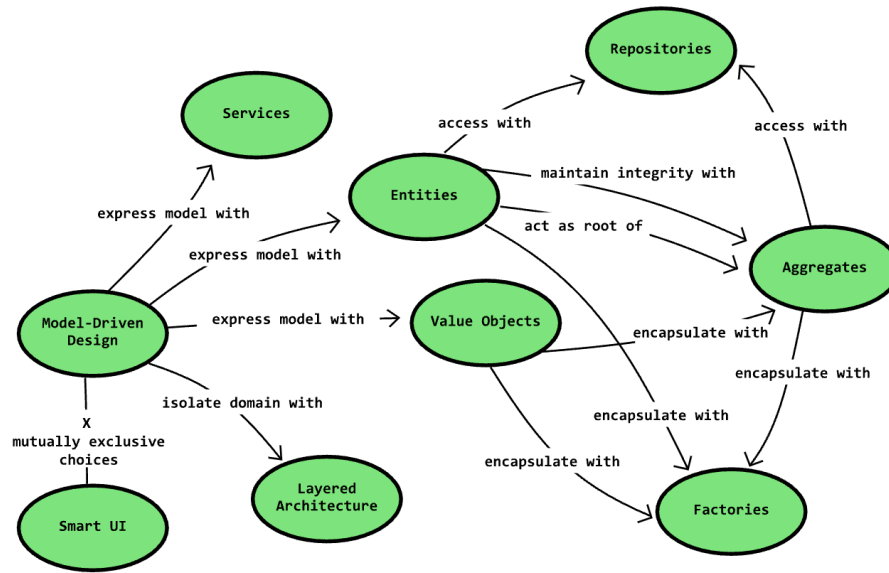 Repositories
Services
access with
access with
maintain integrity with
Entities
express model with
act as root of
express model with
Aggregates
express model with
Value Objects
Model-Driven
Design
encapsulate with
encapsulate with
isolate domain with
encapsulate with
X
mutually exclusive
choices
encapsulate with
Layered
Architecture
Factories
Smart UI